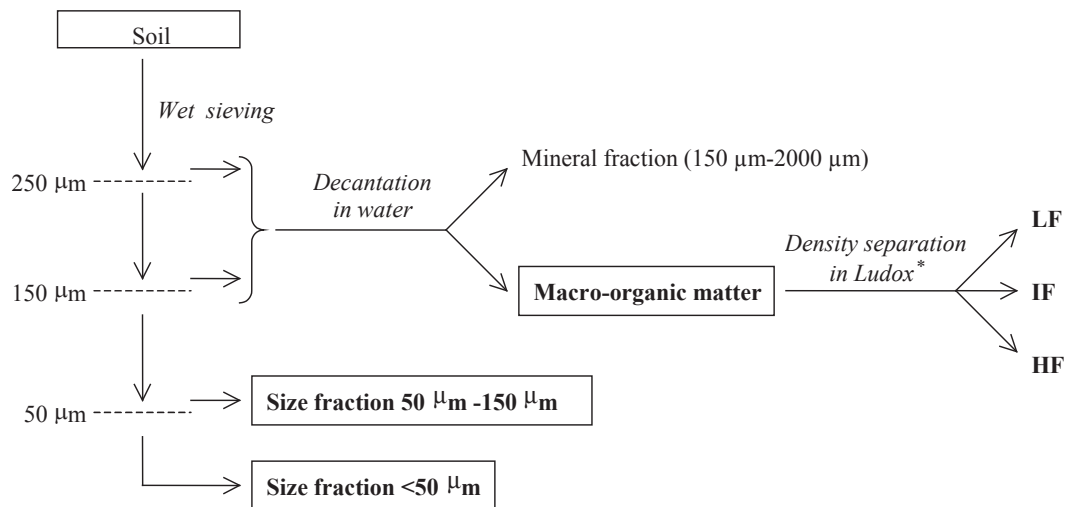 Soil
Wet sieving
250 µm
Decantation
in water
Mineral fraction (150 µm-2000 µm)
150 µm
Macro-organic matter
Density separation
in Ludox*
LF
IF
HF
50 µm
Size fraction 50 µm -150 µm
Size fraction <50 µm